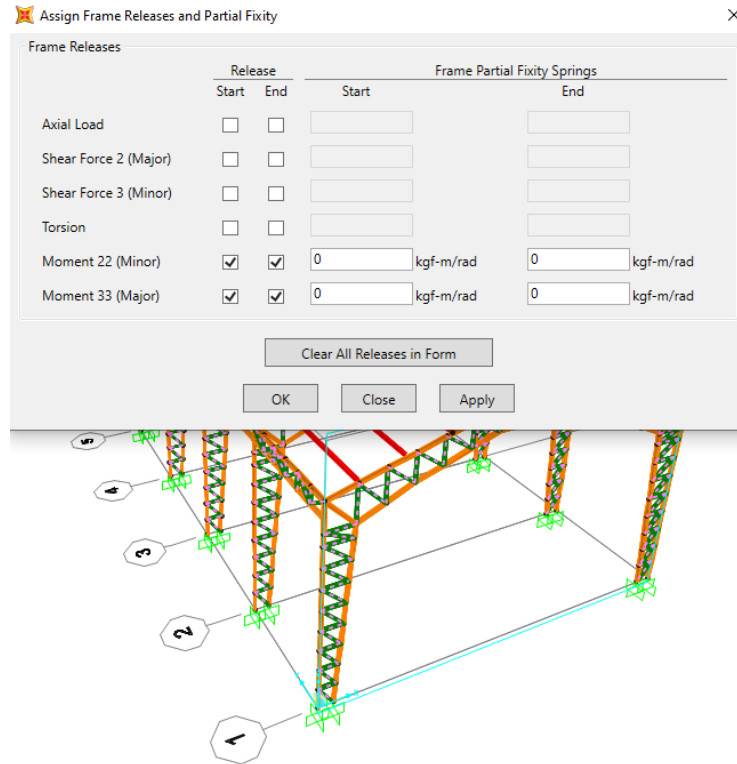 Assign Frame Releases and Partial Fixity
Frame Releases
Release Frame Partial Fixity Springs
Start End Start End
Axial Load
Shear Force 2 (Major)
Shear Force 3 (Minor)
Torsion
Moment 22 (Minor) 0 kgf-m/rad 0 kgf-m/rad
Moment 33 (Major) 0 kgf-m/rad 0 kgf-m/rad
Clear All Releases in Form
OK Close Apply
5
4
3
2
1